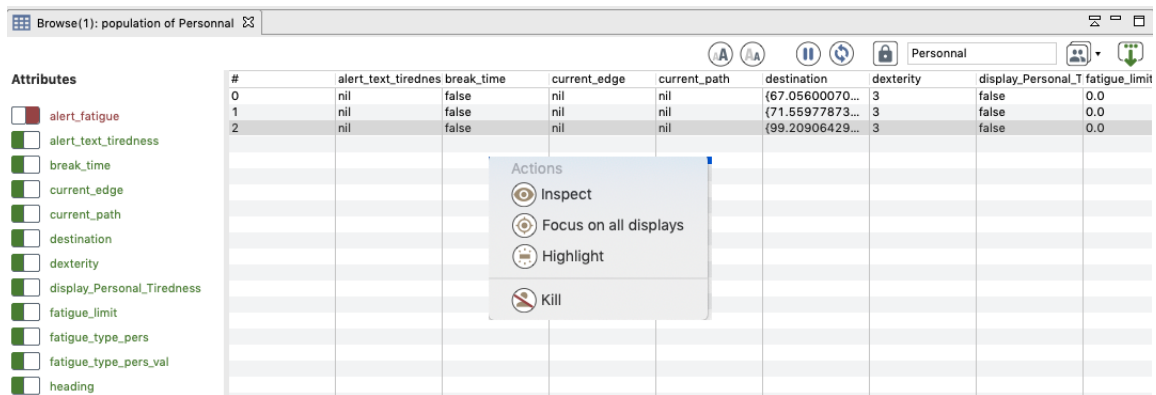 Browse(1): population of Personnal
AA AA Personnal
Attributes
alert_fatigue
alert_text_tiredness
break_time
current_edge
current_path
destination
dexterity
display_Personal_Tiredness
fatigue_limit
fatigue_type_pers
fatigue_type_pers_val
heading
# alert_text_tirednes break_time current_edge current_path destination dexterity display_Personal_T fatigue_limit
0 nil false nil nil {67.05600070... 3 false 0.0
1 nil false nil nil {71.55977873... 3 false 0.0
2 nil false nil nil {99.20906429... 3 false 0.0
Actions
Inspect
Focus on all displays
Highlight
Kill